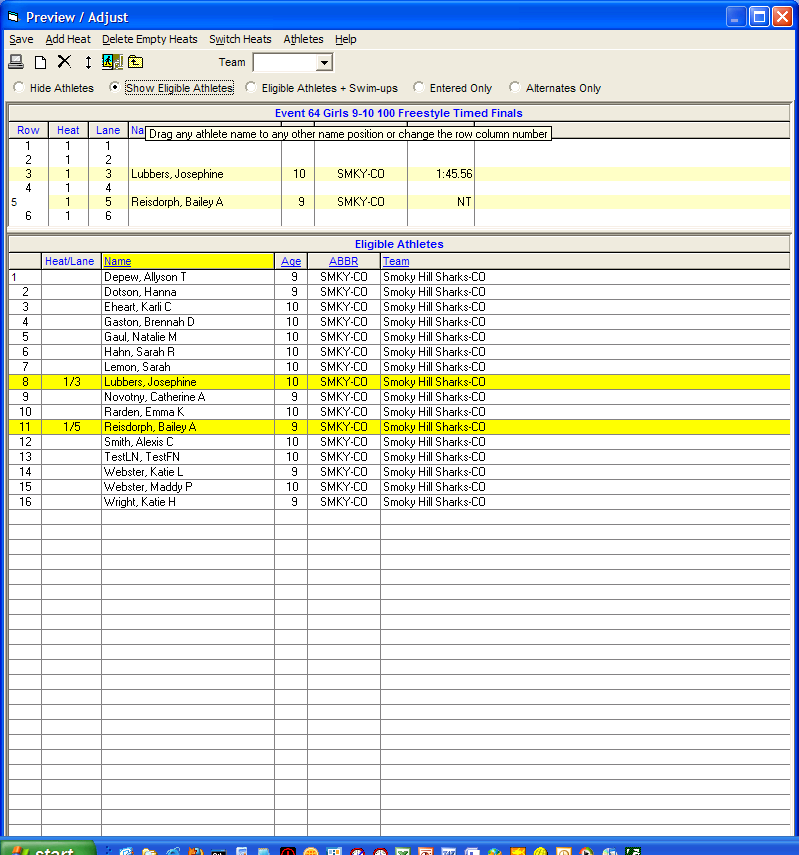 Preview / Adjust
Save Add Heat Delete Empty Heats Switch Heats Athletes Help
Team
Hide Athletes Show Eligible Athletes Eligible Athletes + Swim-ups Entered Only Alternates Only
Event 64 Girls 9-10 100 Freestyle Timed Finals
Row Heat Lane Na
Drag any athlete name to any other name position or change the row column number
1 1 1
2 1 2
3 1 3 Lubbers, Josephine 10 SMKY-CO 1:45.56
4 1 4
5 1 5 Reisdorph, Bailey A 9 SMKY-CO NT
6 1 6
Eligible Athletes
Heat/Lane Name Age ABBR Team
1 Depew, Allyson T 9 SMKY-CO Smoky Hill Sharks-CO
2 Dotson, Hanna 9 SMKY-CO Smoky Hill Sharks-CO
3 Eheart, Karli C 10 SMKY-CO Smoky Hill Sharks-CO
4 Gaston, Brennah D 10 SMKY-CO Smoky Hill Sharks-CO
5 Gaul, Natalie M 10 SMKY-CO Smoky Hill Sharks-CO
6 Hahn, Sarah R 10 SMKY-CO Smoky Hill Sharks-CO
7 Lemon, Sarah 10 SMKY-CO Smoky Hill Sharks-CO
8 1/3 Lubbers, Josephine 10 SMKY-CO Smoky Hill Sharks-CO
9 Novotny, Catherine A 9 SMKY-CO Smoky Hill Sharks-CO
10 Rarden, Emma K 10 SMKY-CO Smoky Hill Sharks-CO
11 1/5 Reisdorph, Bailey A 9 SMKY-CO Smoky Hill Sharks-CO
12 Smith, Alexis C 10 SMKY-CO Smoky Hill Sharks-CO
13 TestLN, TestFN 10 SMKY-CO Smoky Hill Sharks-CO
14 Webster, Katie L 9 SMKY-CO Smoky Hill Sharks-CO
15 Webster, Maddy P 10 SMKY-CO Smoky Hill Sharks-CO
16 Wright, Katie H 9 SMKY-CO Smoky Hill Sharks-CO
start